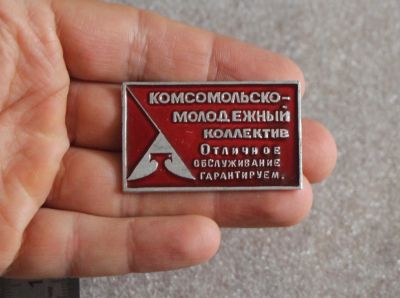 Комсомольско-
молодежный
коллектив
Отличное
обслуживание
гарантируем.